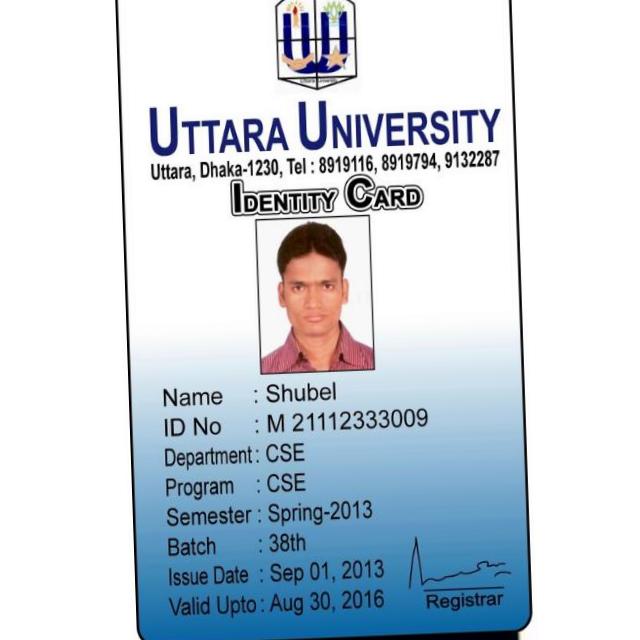 UU
UTTARA UNIVERSITY
Uttara, Dhaka-1230, Tel : 8919116, 8919794, 9132287
IDENTITY CARD
Name : Shubel
ID No : M 21112333009
Department : CSE
Program : CSE
Semester : Spring-2013
Batch : 38th
Issue Date : Sep 01, 2013
Valid Upto : Aug 30, 2016
Registrar